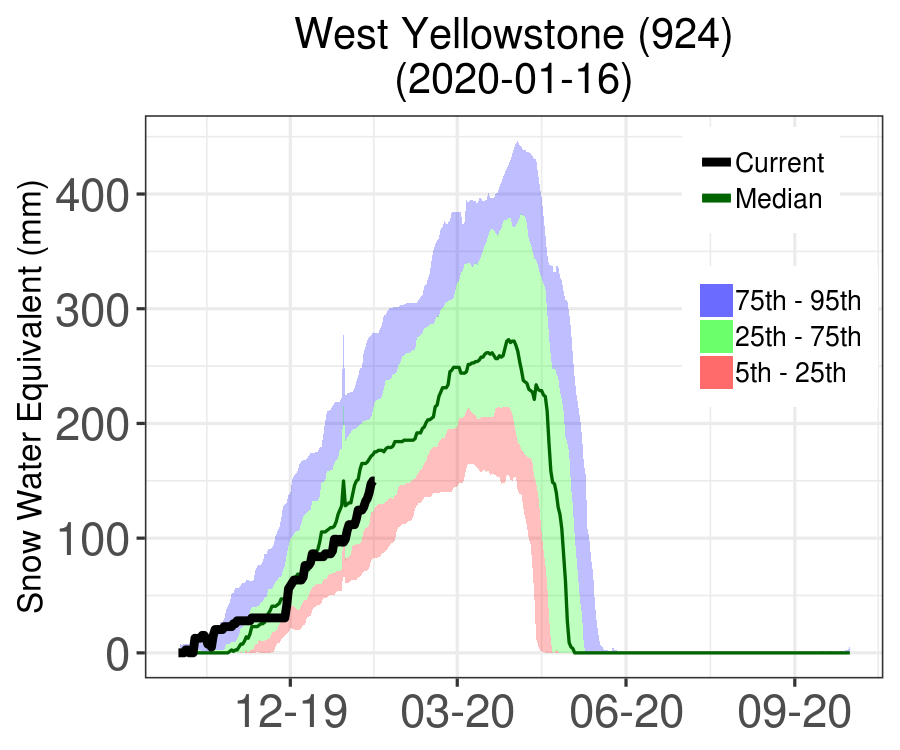 West Yellowstone (924)
(2020-01-16)
Snow Water Equivalent (mm)
400
300
200
100
0
Current
Median
75th - 95th
25th - 75th
5th - 25th
12-19 03-20 06-20 09-20